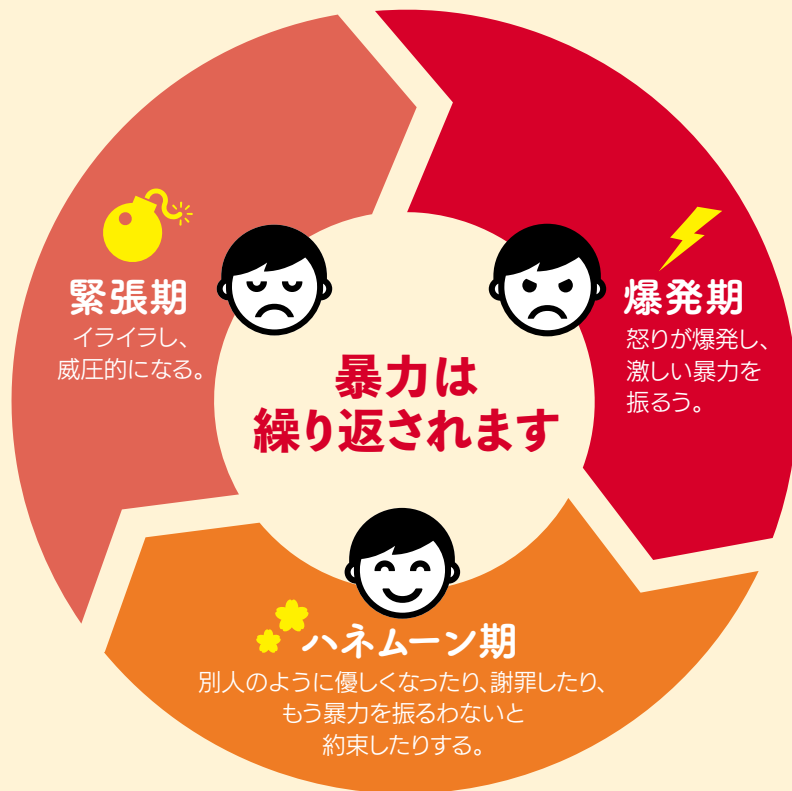 暴力は
繰り返されます
緊張期
イライラし、
威圧的になる。
爆発期
怒りが爆発し、
激しい暴力を
振るう。
ハネムーン期
別人のように優しくなったり、謝罪したり、
もう暴力を振るわないと
約束したりする。